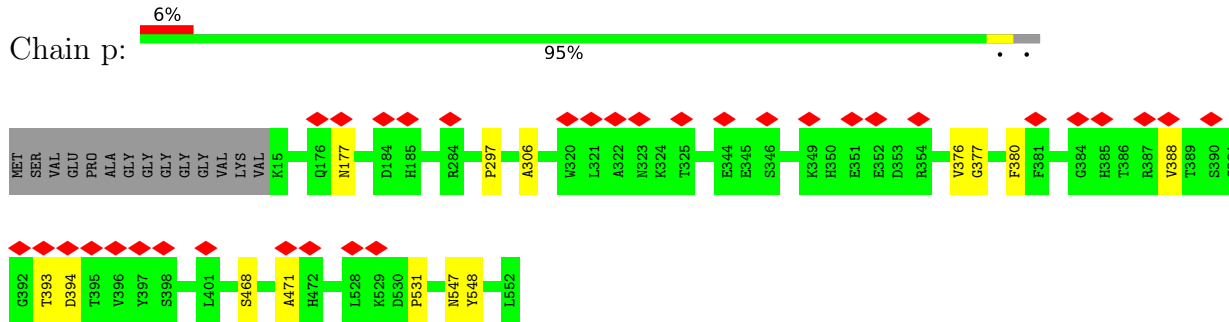 6%
Chain p:
95%
MET SER VAL GLU PRO ALA GLY GLY GLY GLY GLY VAL LYS VAL K15 Q176 N177 D184 H185 R284 P297 A306 W320 L321 A322 N323 K324 T325 E344 E345 S346 K349 H350 E351 E352 D353 R354 V376 G377 F380 F381 G384 H385 T386 R387 V388 T389 S390
G392 T393 D394 T395 V396 Y397 S398 L401 S468 A471 H472 L528 K529 D530 P531 N547 Y548 L552